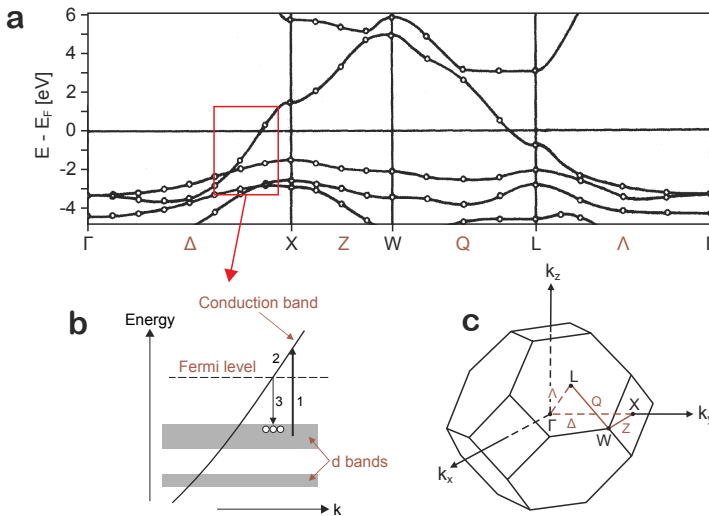 a
E - E_F [eV]
6
4
2
0
-2
-4
Γ Δ X Z W Q L Λ
b
Energy
Conduction band
Fermi level
2
3
1
d bands
k
c
k_z
L
Λ
Q
X
Γ
Δ
Z
W
k_y
k_x